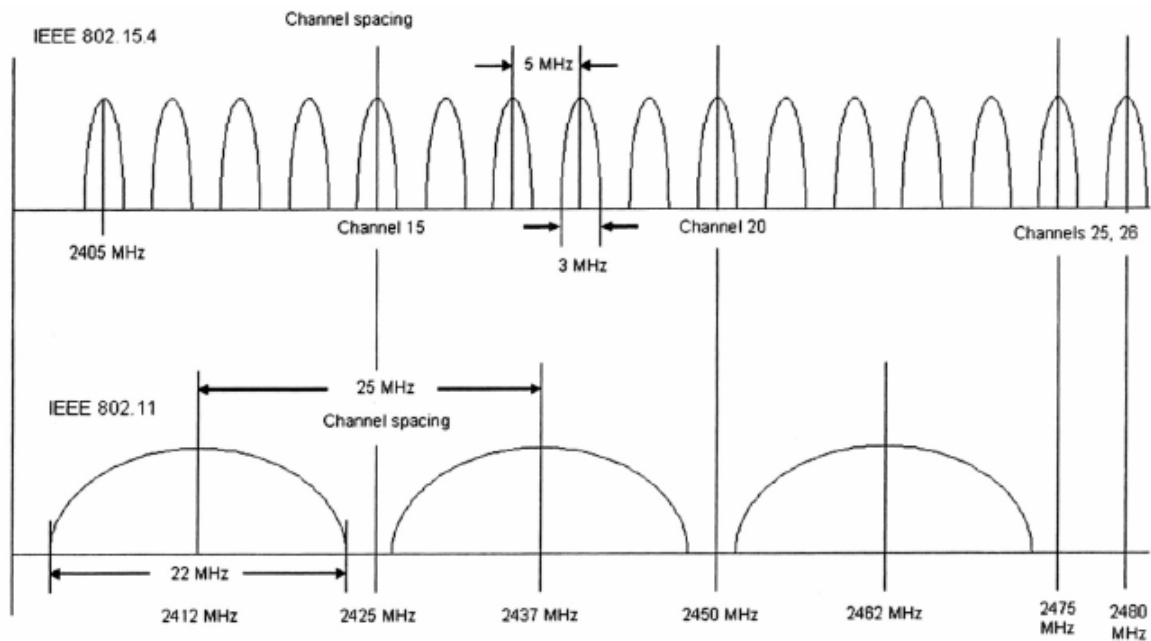 Channel spacing
IEEE 802.15.4
5 MHz
Channel 15
Channel 20
Channels 25, 26
2405 MHz
3 MHz
25 MHz
IEEE 802.11
Channel spacing
22 MHz
2412 MHz
2425 MHz
2437 MHz
2450 MHz
2462 MHz
2475
MHz
2480
MHz